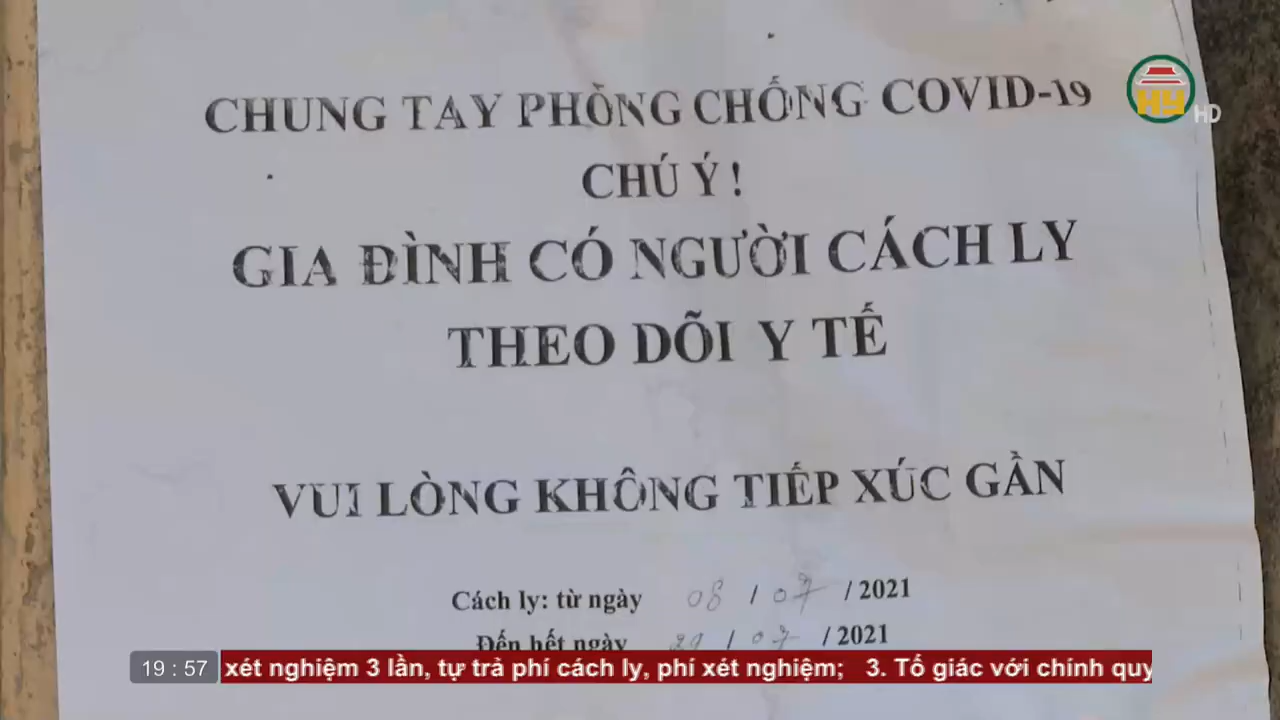 CHUNG TAY PHÒNG CHỐNG COVID-19
HY HD
CHÚ Ý!
GIA ĐÌNH CÓ NGƯỜI CÁCH LY
THEO DÕI Y TẾ
VUI LÒNG KHÔNG TIẾP XÚC GẦN
Cách ly: từ ngày 08 / 07 / 2021
Đến hết ngày / 07 / 2021
19 : 57 xét nghiệm 3 lần, tự trả phí cách ly, phí xét nghiệm; 3. Tố giác với chính quy